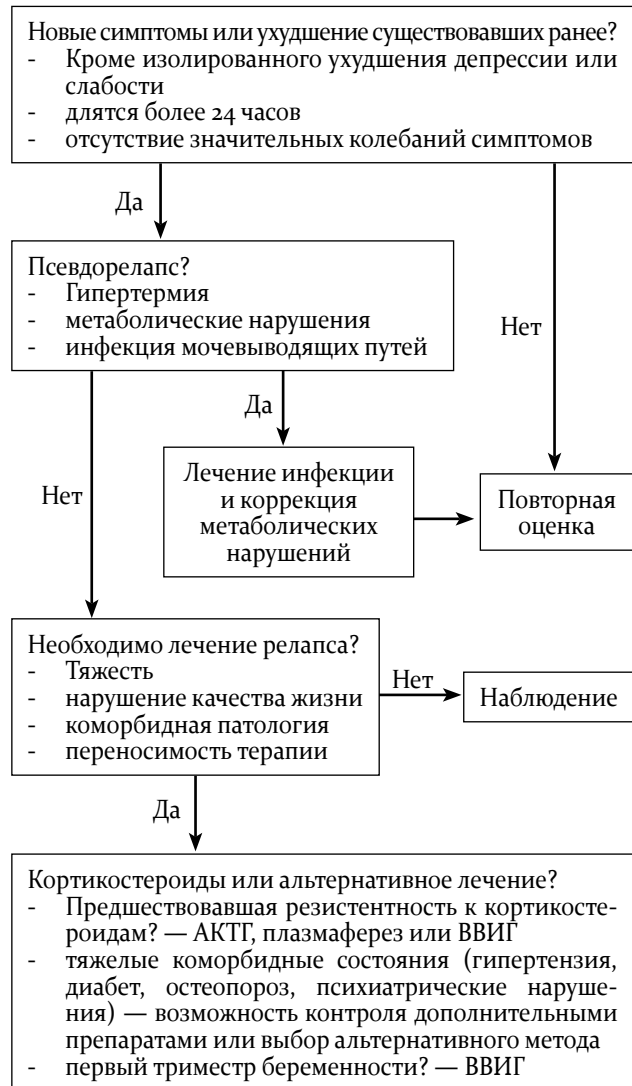 Новые симптомы или ухудшение существовавших ранее?
- Кроме изолированного ухудшения депрессии или
слабости
- длятся более 24 часов
- отсутствие значительных колебаний симптомов
Да
Псевдорелапс?
- Гипертермия
- метаболические нарушения
- инфекция мочевыводящих путей
Нет
Да
Нет
Лечение инфекции
и коррекция
метаболических
нарушений
Повторная
оценка
Необходимо лечение релапса?
- Тяжесть
- нарушение качества жизни
- коморбидная патология
- переносимость терапии
Нет
Наблюдение
Да
Кортикостероиды или альтернативное лечение?
- Предшествовавшая резистентность к кортикосте-
роидам? — АКТГ, плазмаферез или ВВИГ
- тяжелые коморбидные состояния (гипертензия,
диабет, остеопороз, психиатрические наруше-
ния) — возможность контроля дополнительными
препаратами или выбор альтернативного метода
- первый триместр беременности? — ВВИГ